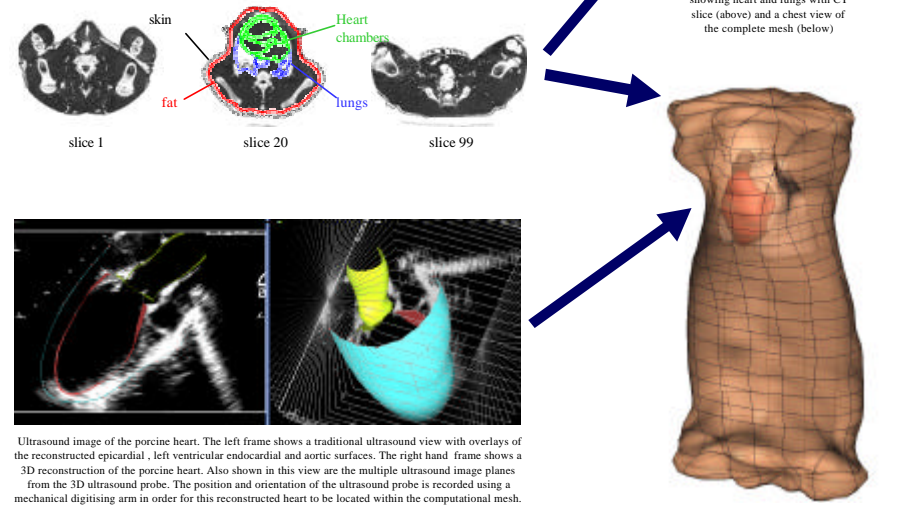 showing heart and lungs with CT
slice (above) and a chest view of
the complete mesh (below)
skin
Heart
chambers
fat
lungs
slice 1
slice 20
slice 99
Ultrasound image of the porcine heart. The left frame shows a traditional ultrasound view with overlays of
the reconstructed epicardial , left ventricular endocardial and aortic surfaces. The right hand frame shows a
3D reconstruction of the porcine heart. Also shown in this view are the multiple ultrasound image planes
from the 3D ultrasound probe. The position and orientation of the ultrasound probe is recorded using a
mechanical digitising arm in order for this reconstructed heart to be located within the computational mesh.